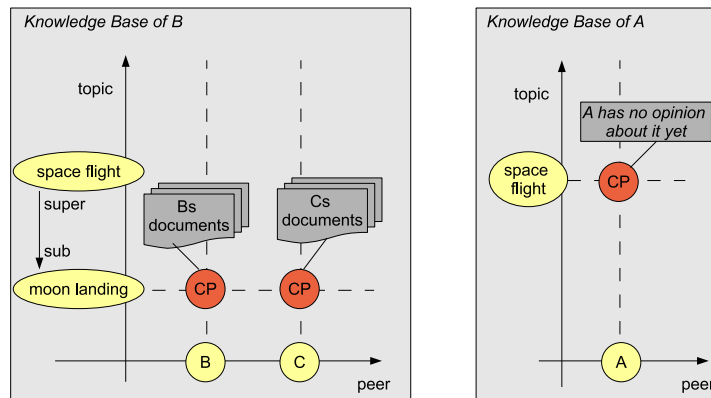 Knowledge Base of B
topic
space flight
super
sub
moon landing
Bs
documents
Cs
documents
CP
CP
B
C
peer
Knowledge Base of A
topic
A has no opinion
about it yet
space
flight
CP
A
peer